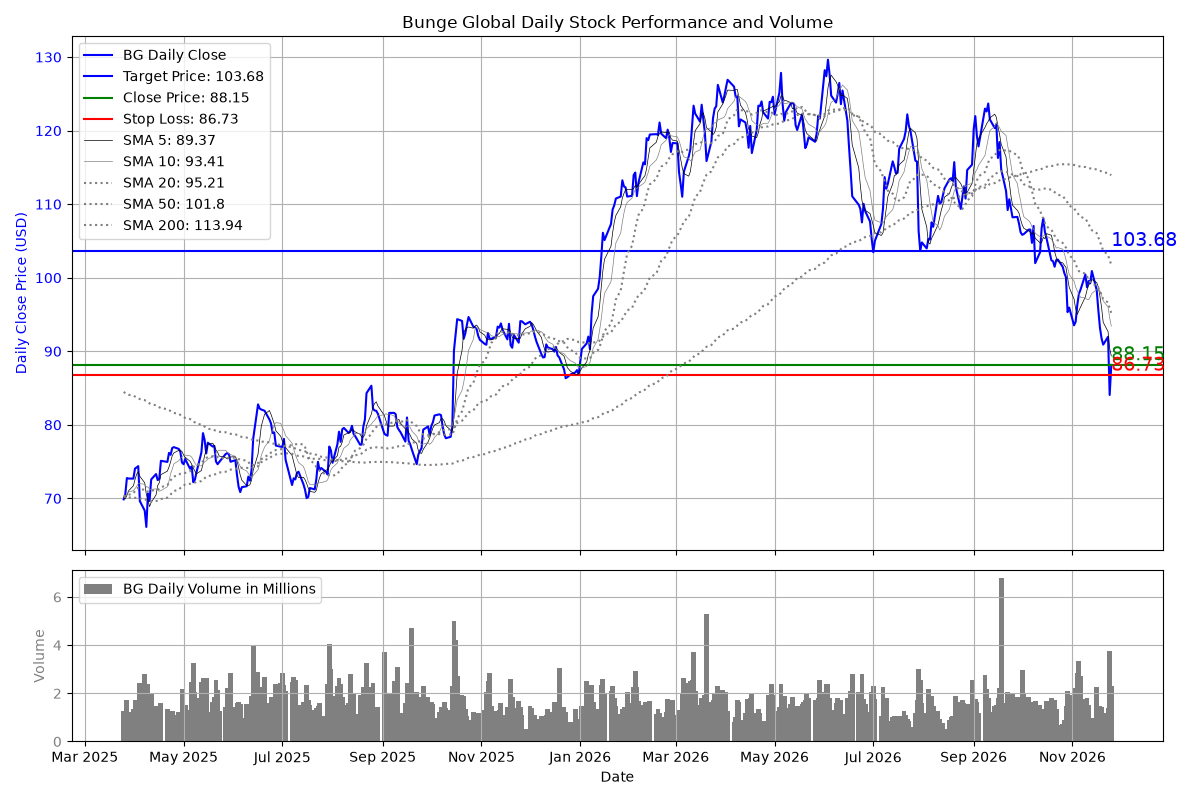 Bunge Global Daily Stock Performance and Volume
BG Daily Close
Target Price: 103.68
Close Price: 88.15
Stop Loss: 86.73
SMA 5: 89.37
SMA 10: 93.41
SMA 20: 95.21
SMA 50: 101.8
SMA 200: 113.94
Daily Close Price (USD)
130
120
110
100
90
80
70
103.68
88.15
86.73
BG Daily Volume in Millions
Volume
6
4
2
0
Mar 2025 May 2025 Jul 2025 Sep 2025 Nov 2025 Jan 2026 Mar 2026 May 2026 Jul 2026 Sep 2026 Nov 2026
Date